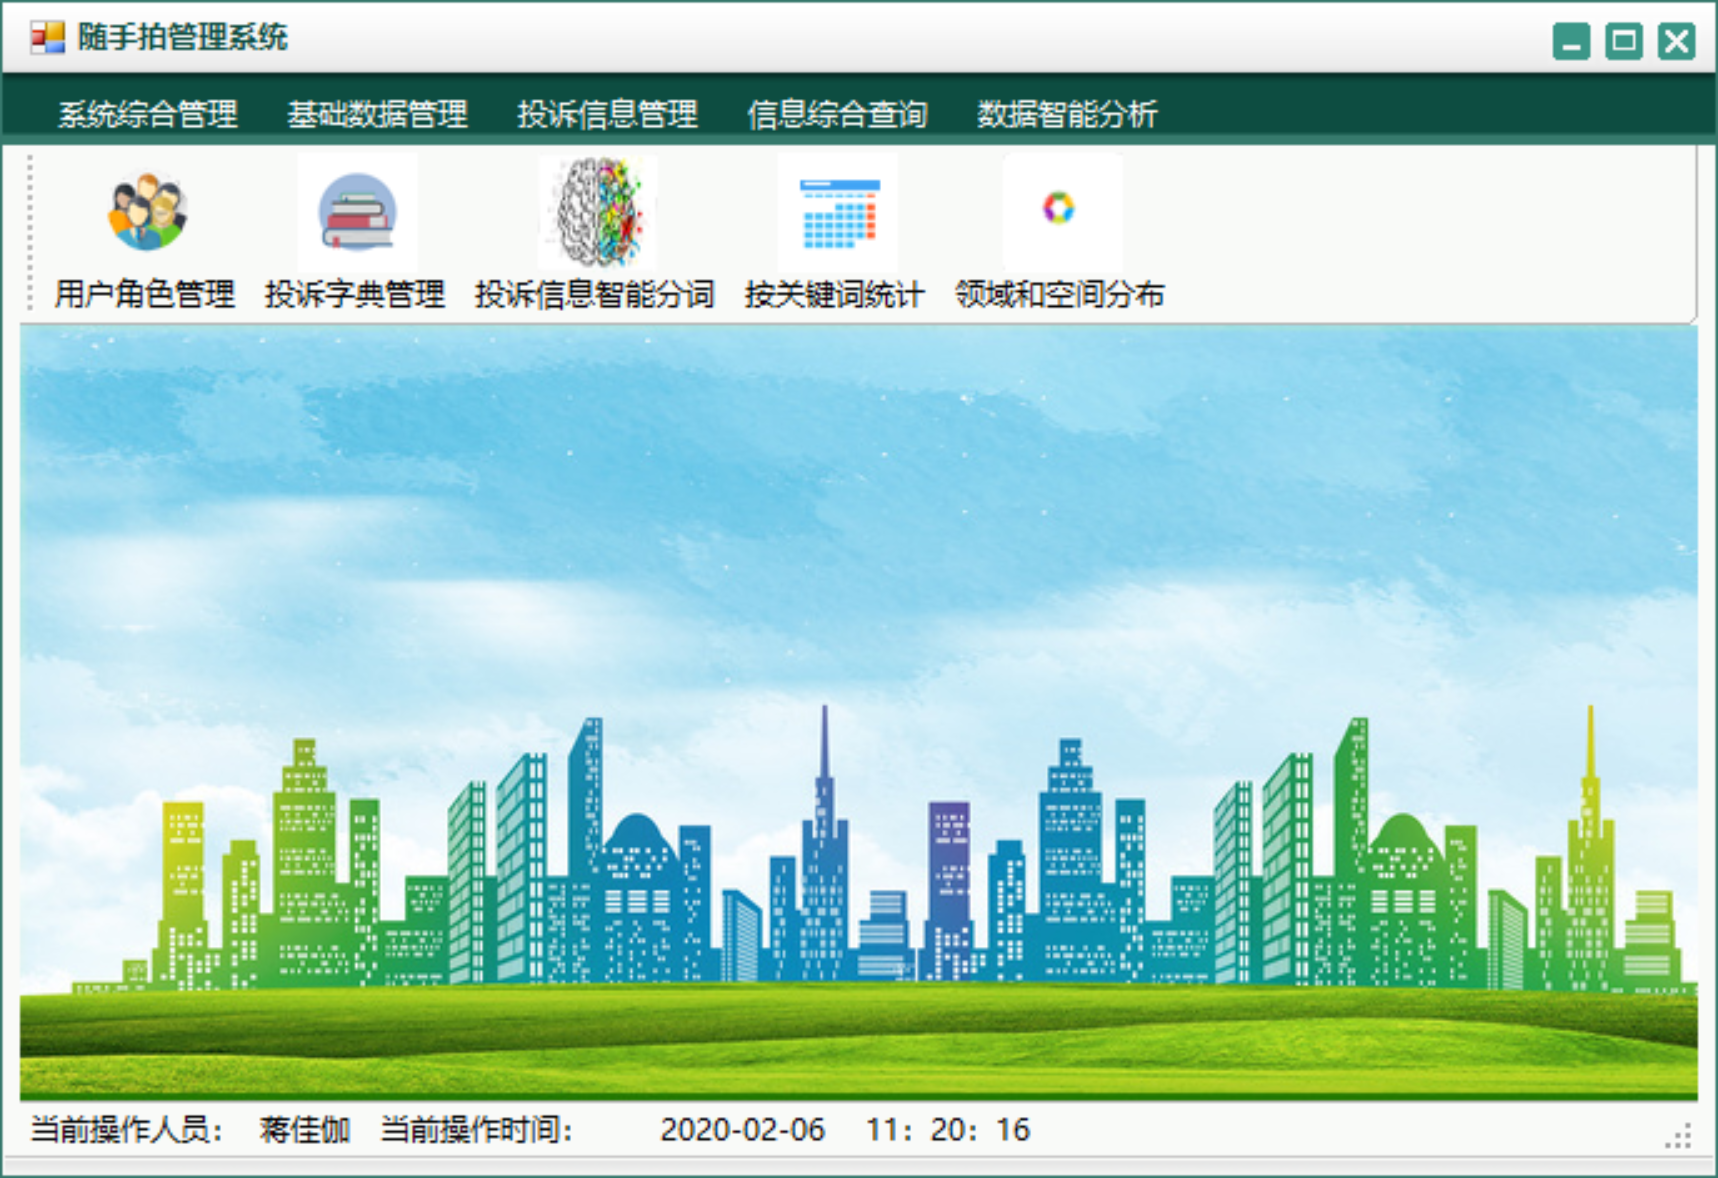 随手拍管理系统
系统综合管理 基础数据管理 投诉信息管理 信息综合查询 数据智能分析
用户角色管理 投诉字典管理 投诉信息智能分词 按关键词统计 领域和空间分布
当前操作人员： 蒋佳伽 当前操作时间： 2020-02-06 11：20：16